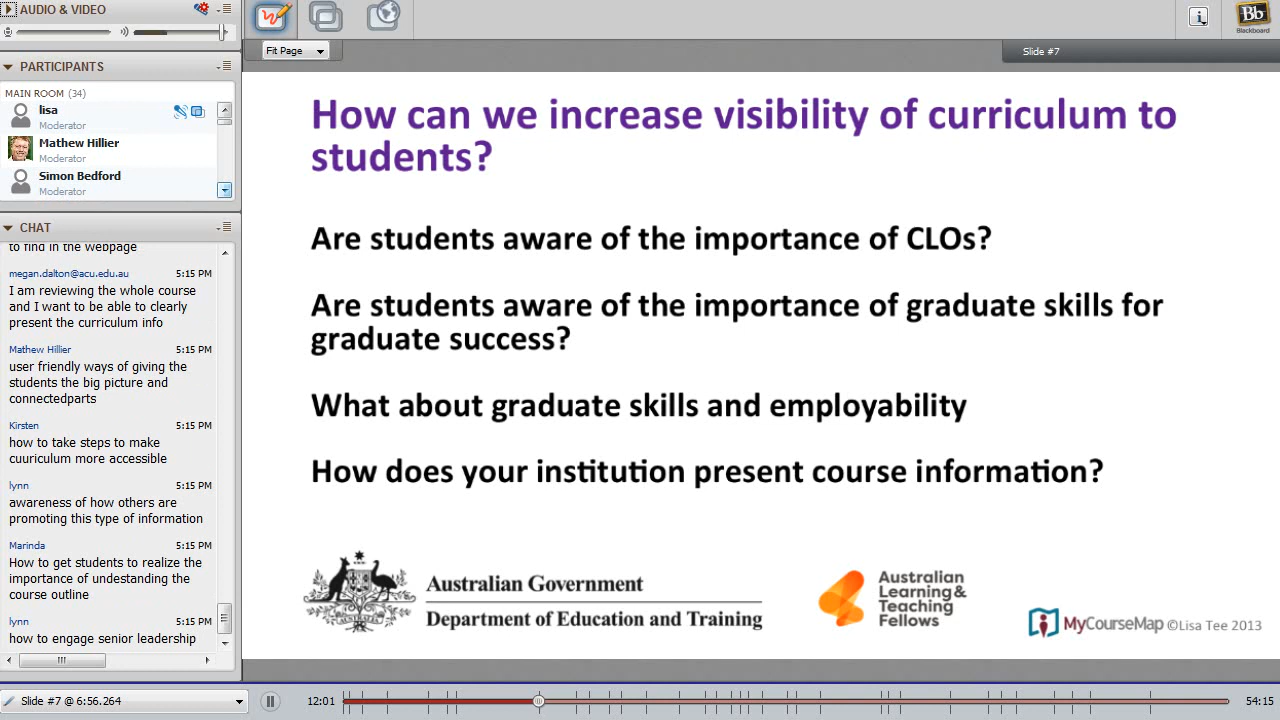 AUDIO & VIDEO
PARTICIPANTS
MAIN ROOM (34)
lisa
Moderator
Mathew Hillier
Moderator
Simon Bedford
Moderator
CHAT
to find in the webpage
megan.dalton@acu.edu.au 5:15 PM
I am reviewing the whole course
and I want to be able to clearly
present the curriculum info
Mathew Hillier 5:15 PM
user friendly ways of giving the
students the big picture and
connectedparts
Kirsten 5:15 PM
how to take steps to make
cuuriculum more accessible
lynn 5:15 PM
awareness of how others are
promoting this type of information
Marinda 5:15 PM
How to get students to realize the
importance of undestanding the
course outline
lynn 5:15 PM
how to engage senior leadership
Slide #7 @ 6:56.264
Fit Page
Bb
Blackboard
Slide #7
How can we increase visibility of curriculum to
students?
Are students aware of the importance of CLOs?
Are students aware of the importance of graduate skills for
graduate success?
What about graduate skills and employability
How does your institution present course information?
Australian Government
Department of Education and Training
Australian
Learning &
Teaching
Fellows
MyCourseMap ©Lisa Tee 2013
12:01
54:15